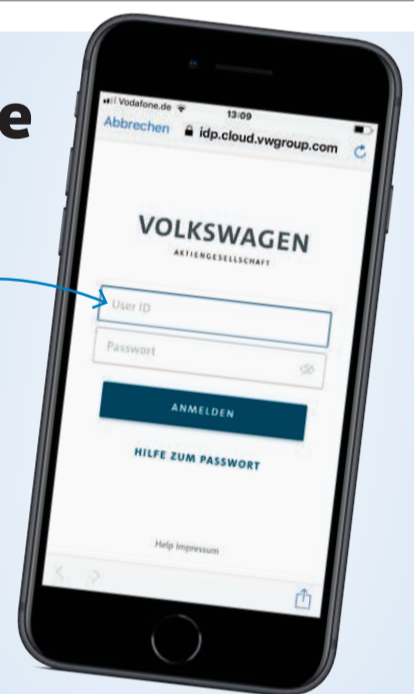 e
Vodafone.de
13:09
Abbrechen idp.cloud.vwgroup.com
VOLKSWAGEN
AKTIENGESELLSCHAFT
User ID
Passwort
ANMELDEN
HILFE ZUM PASSWORT
Help Impressum